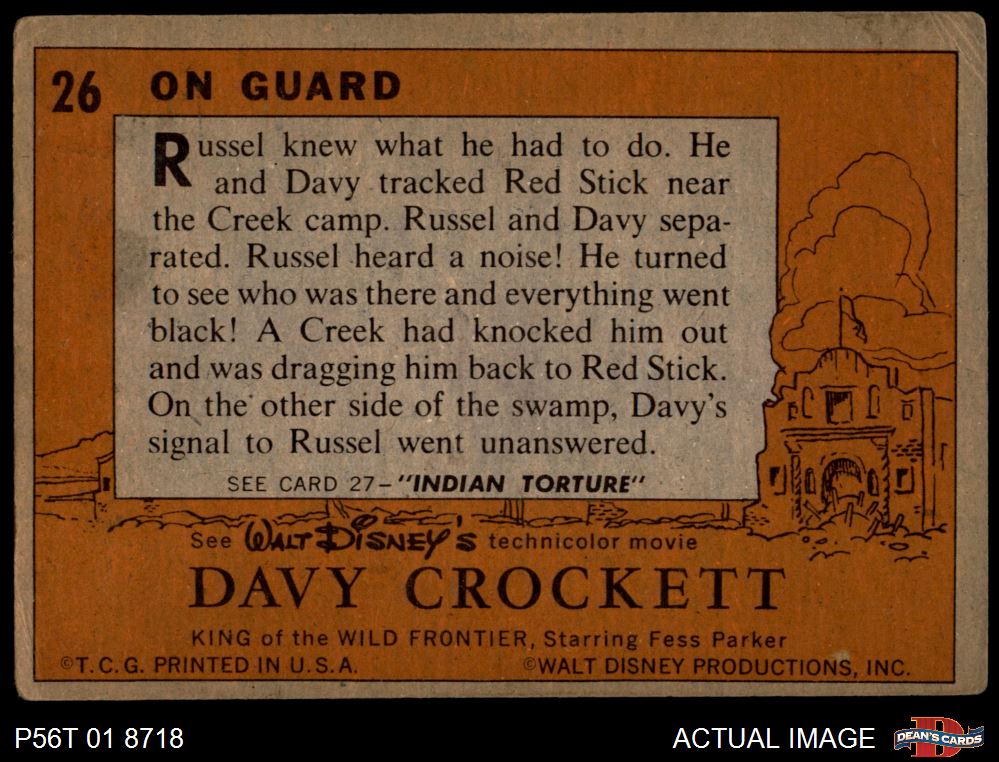 26 ON GUARD
Russel knew what he had to do. He
and Davy tracked Red Stick near
the Creek camp. Russel and Davy sepa-
rated. Russel heard a noise! He turned
to see who was there and everything went
black! A Creek had knocked him out
and was dragging him back to Red Stick.
On the other side of the swamp, Davy's
signal to Russel went unanswered.
SEE CARD 27-"INDIAN TORTURE"
See WALT DISNEY'S technicolor movie
DAVY CROCKETT
KING of the WILD FRONTIER, Starring Fess Parker
©T.C.G. PRINTED IN U.S.A. ©WALT DISNEY PRODUCTIONS, INC.
P56T 01 8718 ACTUAL IMAGE DEAN'S CARDS